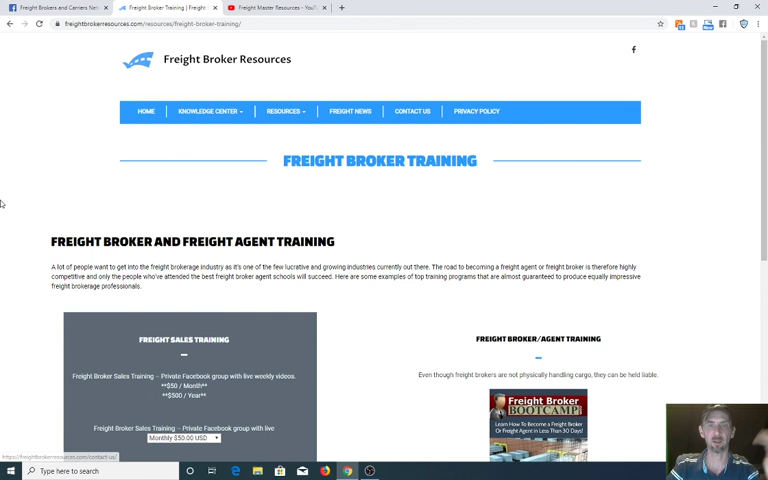 Freight Brokers and Carriers Netw
Freight Broker Training | Freight
Freight Master Resources - YouT
freightbrokerresources.com/resources/freight-broker-training/
Freight Broker Resources
HOME
KNOWLEDGE CENTER
RESOURCES
FREIGHT NEWS
CONTACT US
PRIVACY POLICY
FREIGHT BROKER TRAINING
FREIGHT BROKER AND FREIGHT AGENT TRAINING
A lot of people want to get into the freight brokerage industry as it's one of the few lucrative and growing industries currently out there. The road to becoming a freight agent or freight broker is therefore highly
competitive and only the people who've attended the best freight broker agent schools will succeed. Here are some examples of top training programs that are almost guaranteed to produce equally impressive
freight brokerage professionals.
FREIGHT SALES TRAINING
Freight Broker Sales Training – Private Facebook group with live weekly videos.
**$50 / Month**
**$500 / Year**
Freight Broker Sales Training – Private Facebook group with live
Monthly $50.00 USD
FREIGHT BROKER/AGENT TRAINING
Even though freight brokers are not physically handling cargo, they can be held liable.
Freight Broker
BOOTCAMP
Learn How To Become a Freight Broker
Or Freight Agent in Less Than 30 Days!
https://freightbrokerresources.com/contact-us/
Type here to search